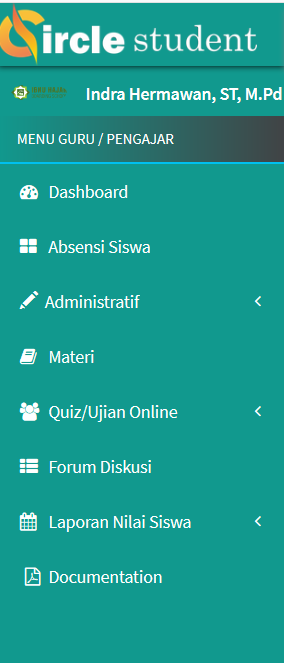 Circle student
Indra Hermawan, ST, M.Pd
MENU GURU / PENGAJAR
Dashboard
Absensi Siswa
Administratif
Materi
Quiz/Ujian Online
Forum Diskusi
Laporan Nilai Siswa
Documentation